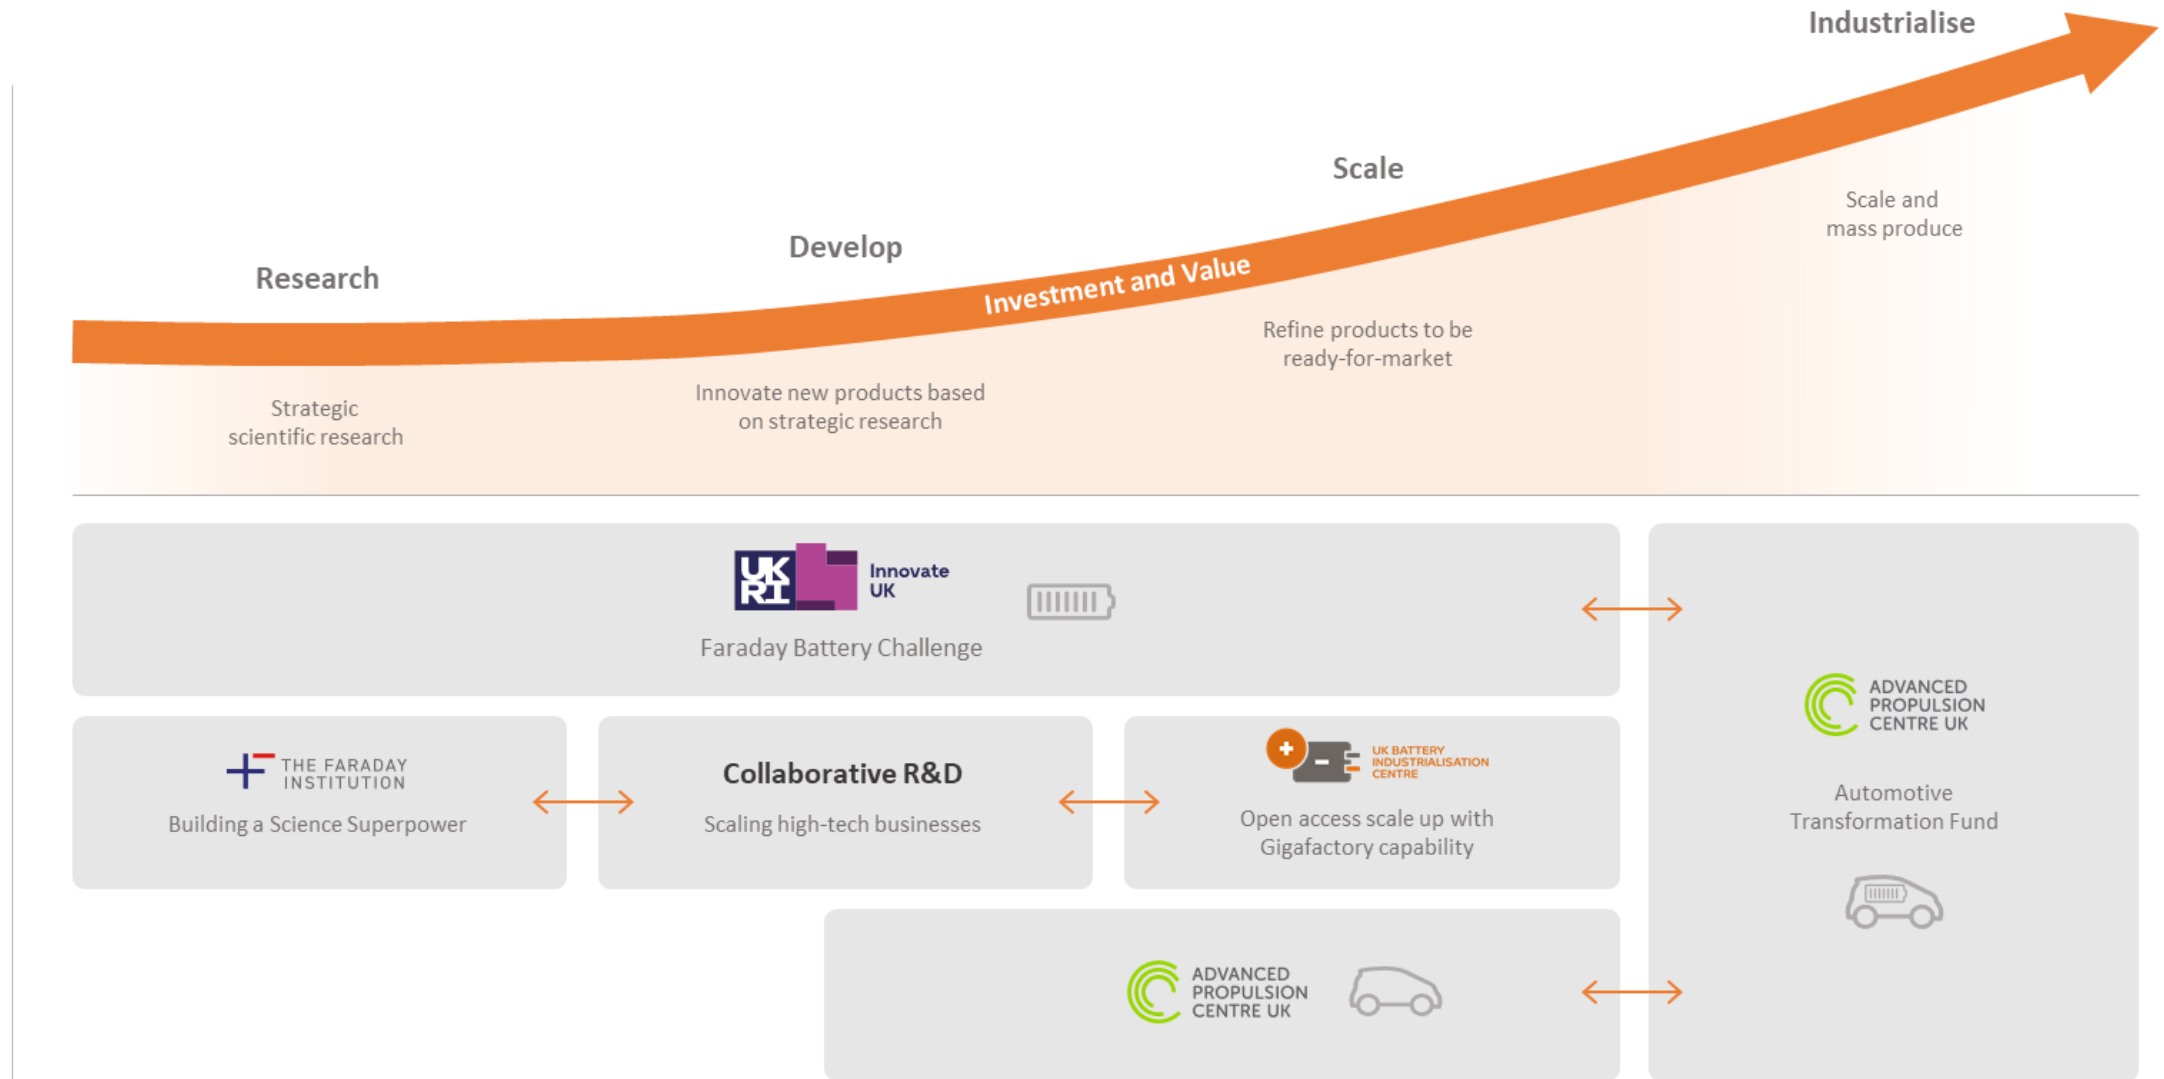 Industrialise
Scale
Develop
Research
Investment and Value
Scale and
mass produce
Refine products to be
ready-for-market
Innovate new products based
on strategic research
Strategic
scientific research
UK
RI
Innovate
UK
Faraday Battery Challenge
THE FARADAY
INSTITUTION
Building a Science Superpower
Collaborative R&D
Scaling high-tech businesses
UK BATTERY
INDUSTRIALISATION
CENTRE
Open access scale up with
Gigafactory capability
ADVANCED
PROPULSION
CENTRE UK
Automotive
Transformation Fund
ADVANCED
PROPULSION
CENTRE UK